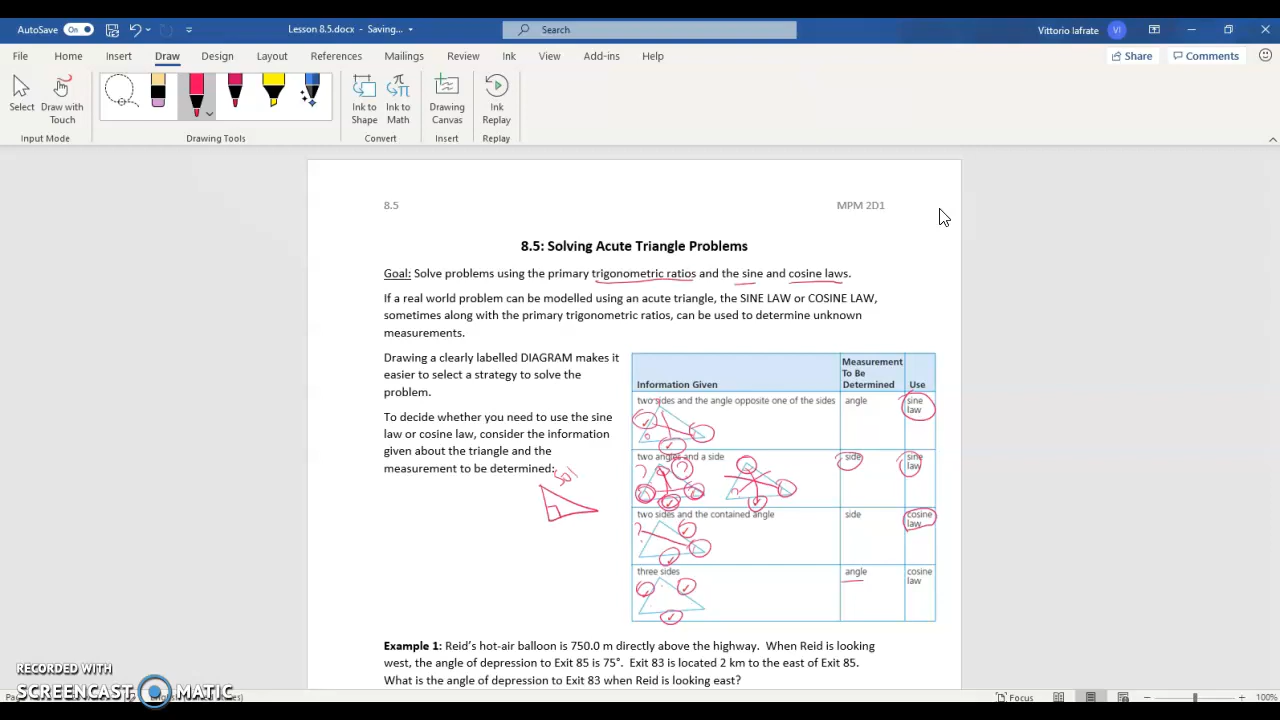 AutoSave On Lesson 8.5.docx - Saving... Search Vittorio Iafrate VI
File Home Insert Draw Design Layout References Mailings Review Ink View Add-ins Help Share Comments
Select Draw with Touch Ink to Shape Ink to Math Drawing Canvas Ink Replay
Input Mode Drawing Tools Convert Insert Replay
8.5 MPM 2D1
8.5: Solving Acute Triangle Problems
Goal: Solve problems using the primary trigonometric ratios and the sine and cosine laws.
If a real world problem can be modelled using an acute triangle, the SINE LAW or COSINE LAW,
sometimes along with the primary trigonometric ratios, can be used to determine unknown
measurements.
Drawing a clearly labelled DIAGRAM makes it
easier to select a strategy to solve the
problem.
To decide whether you need to use the sine
law or cosine law, consider the information
given about the triangle and the
measurement to be determined:
Information Given Measurement To Be Determined Use
two sides and the angle opposite one of the sides angle sine law
two angles and a side side sine law
two sides and the contained angle side cosine law
three sides angle cosine law
Example 1: Reid's hot-air balloon is 750.0 m directly above the highway. When Reid is looking
west, the angle of depression to Exit 85 is 75°. Exit 83 is located 2 km to the east of Exit 85.
What is the angle of depression to Exit 83 when Reid is looking east?
RECORDED WITH
SCREENCAST MATIC
Focus 100%